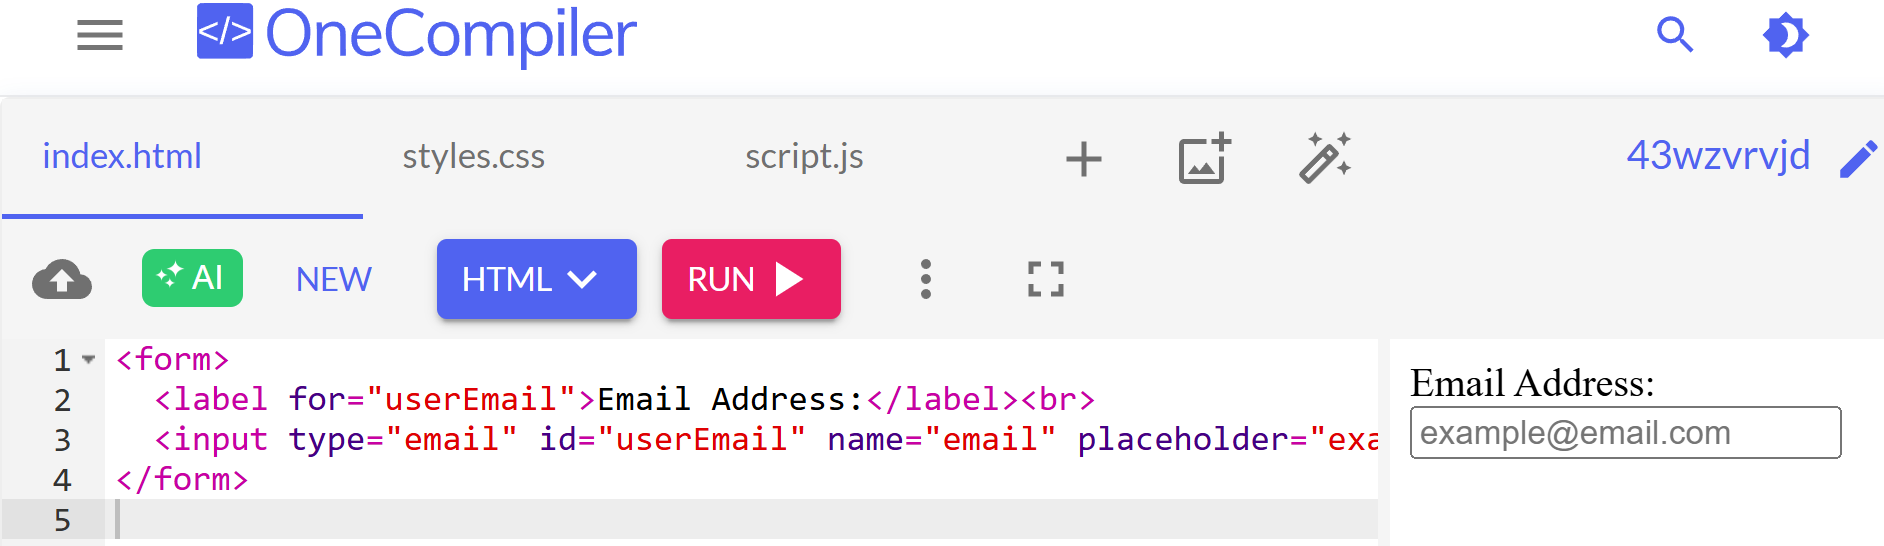 </> OneCompiler
index.html styles.css script.js 43wzvrvjd
AI NEW HTML RUN
1 <form>
2 <label for="userEmail">Email Address:</label><br>
3 <input type="email" id="userEmail" name="email" placeholder="exa
4 </form>
5
Email Address:
example@email.com